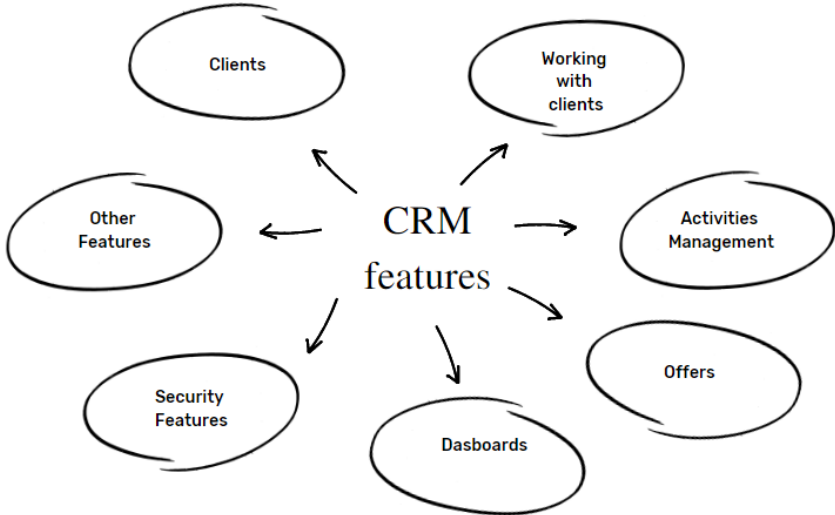 Clients
Working
with
clients
Other
Features
CRM
features
Activities
Management
Offers
Security
Features
Dasboards